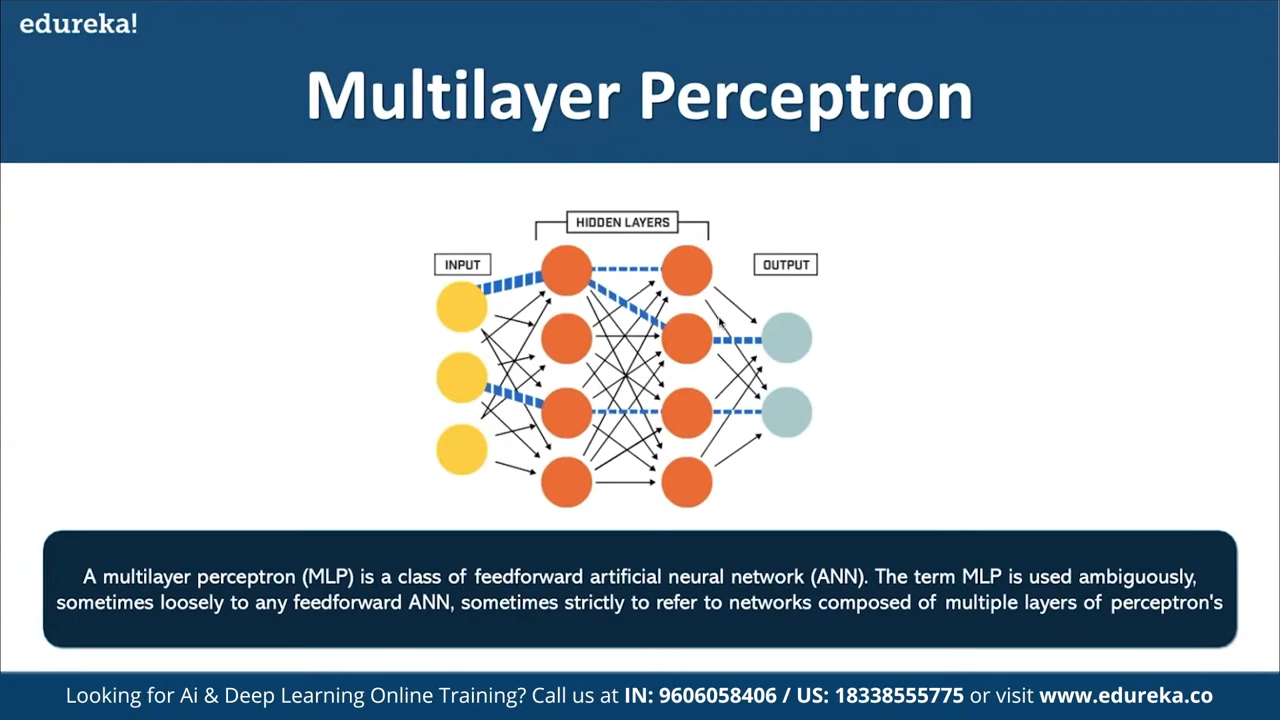 edureka!
Multilayer Perceptron
HIDDEN LAYERS
INPUT
OUTPUT
A multilayer perceptron (MLP) is a class of feedforward artificial neural network (ANN). The term MLP is used ambiguously,
sometimes loosely to any feedforward ANN, sometimes strictly to refer to networks composed of multiple layers of perceptron's
Looking for Ai & Deep Learning Online Training? Call us at IN: 9606058406 / US: 18338555775 or visit www.edureka.co